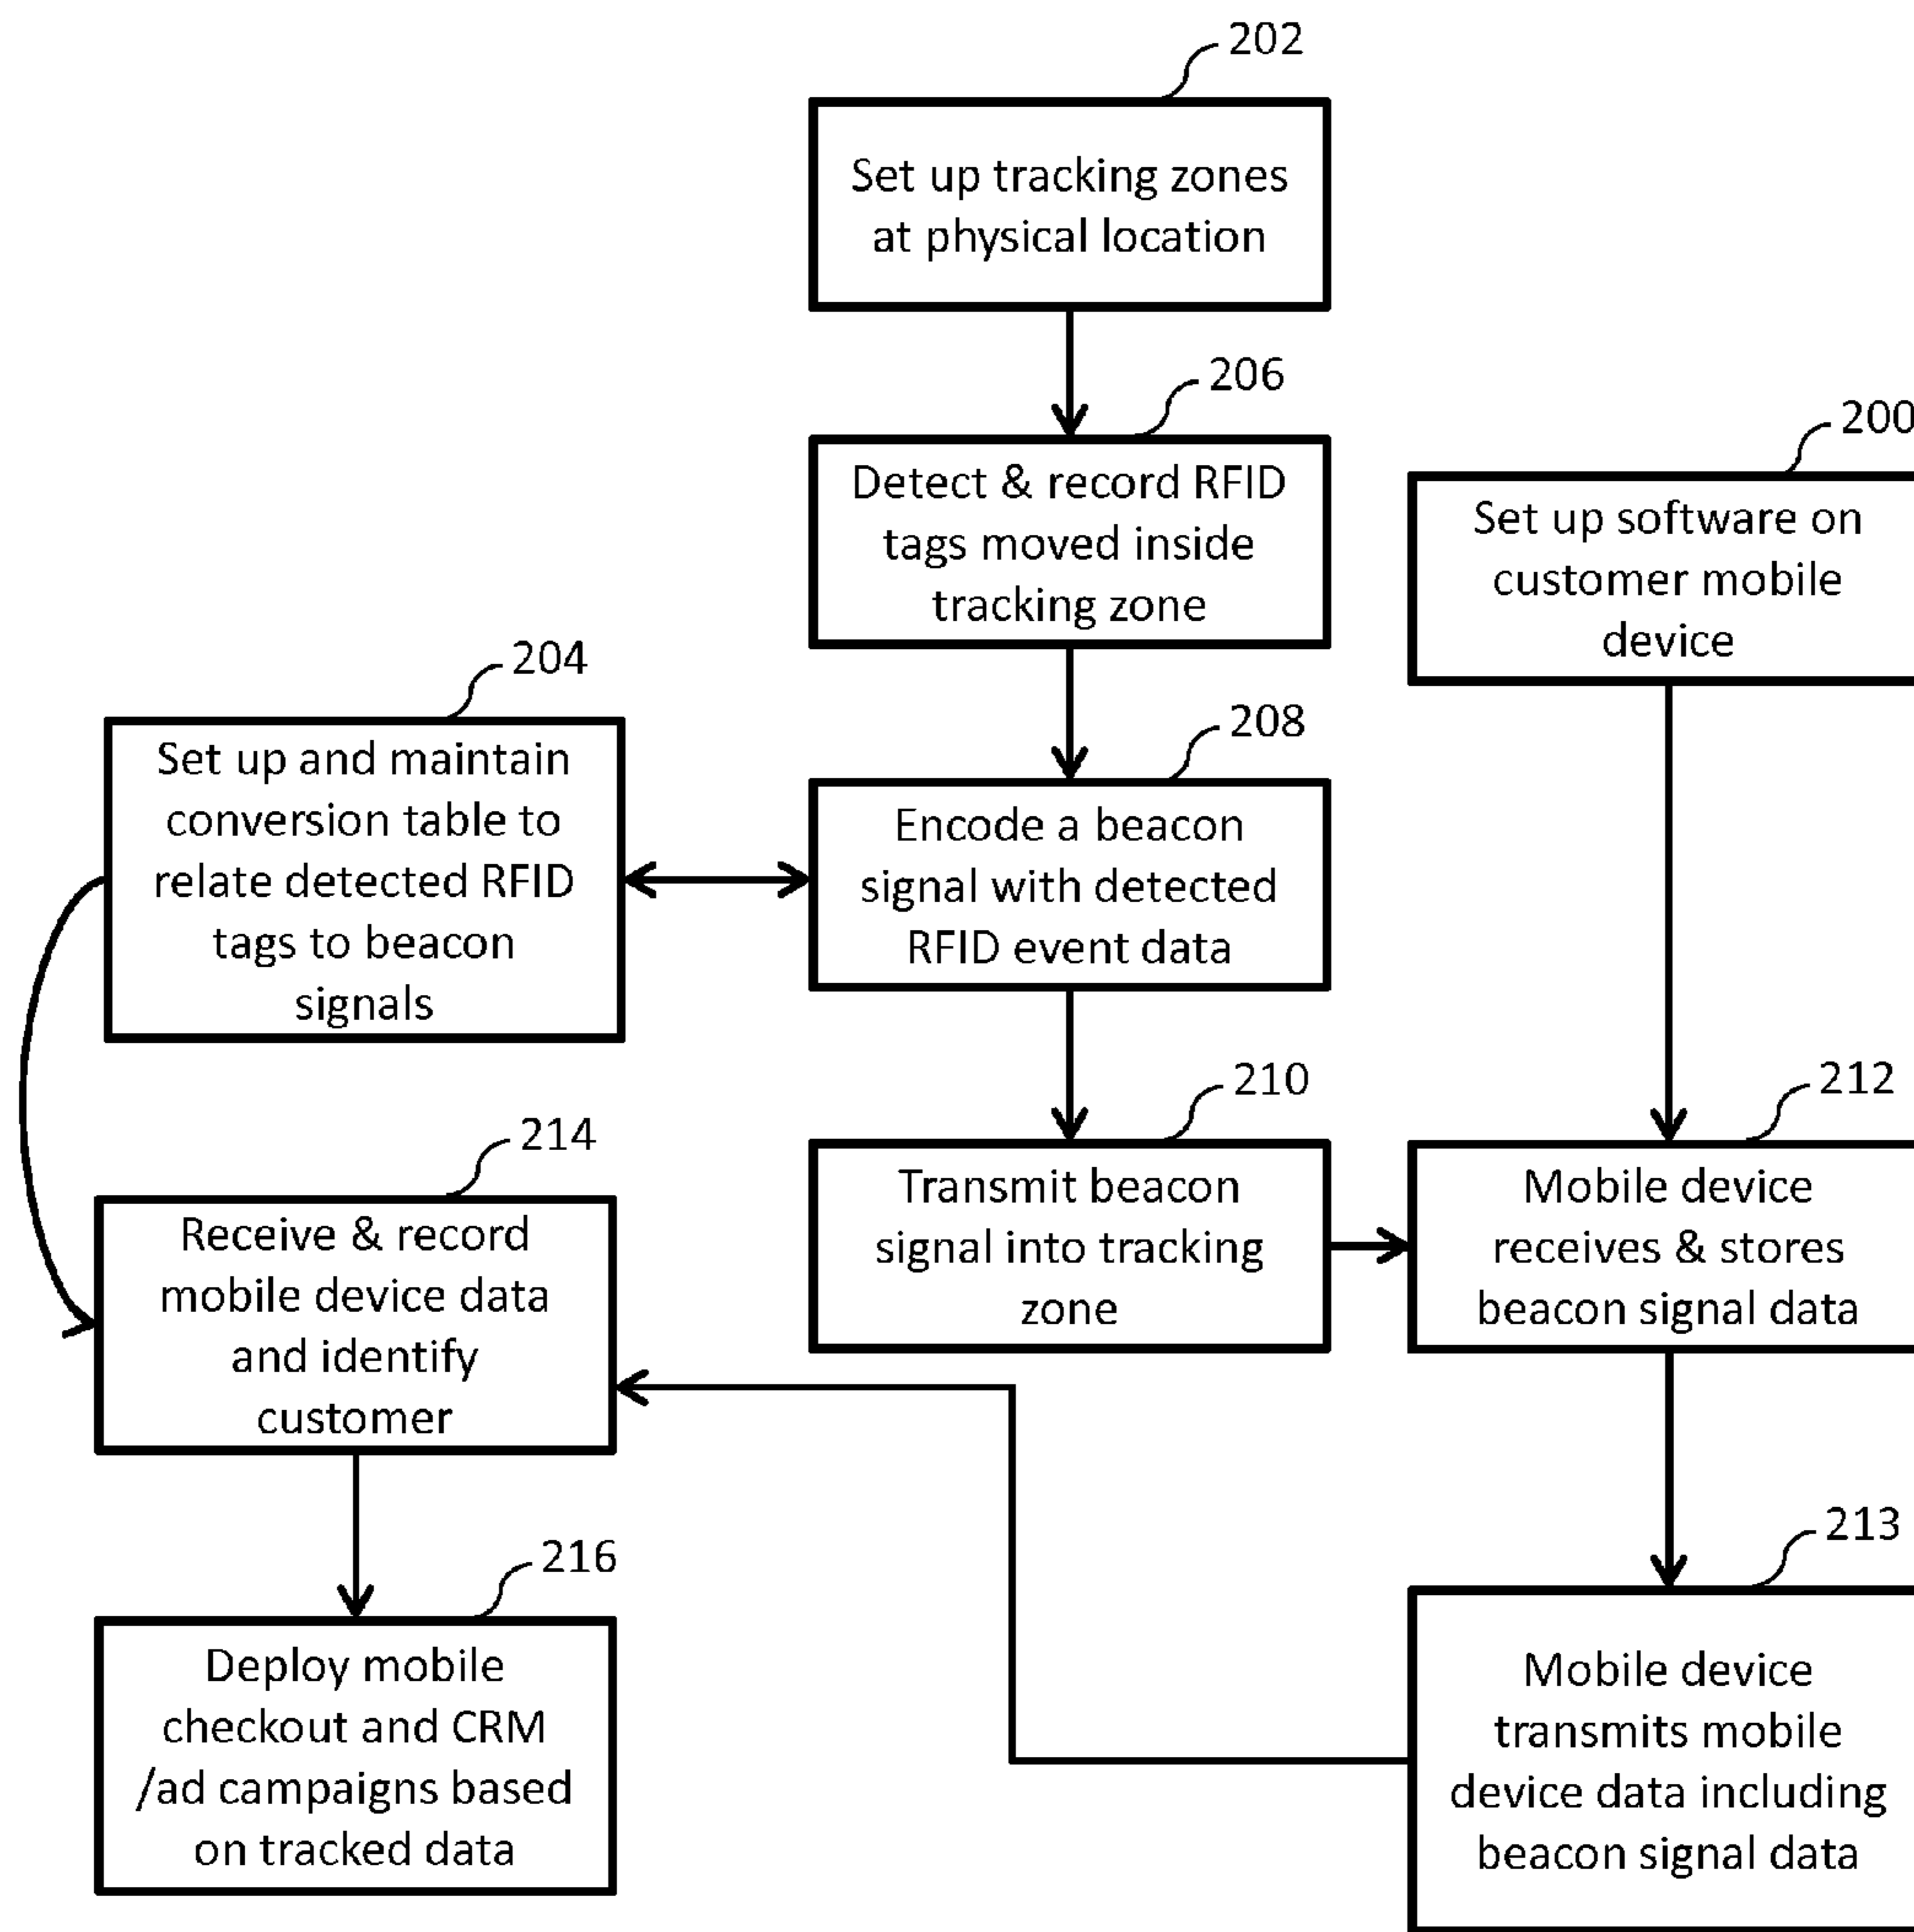 202
Set up tracking zones
at physical location
206
Detect & record RFID
tags moved inside
tracking zone
200
Set up software on
customer mobile
device
204
Set up and maintain
conversion table to
relate detected RFID
tags to beacon
signals
208
Encode a beacon
signal with detected
RFID event data
210
Transmit beacon
signal into tracking
zone
212
Mobile device
receives & stores
beacon signal data
214
Receive & record
mobile device data
and identify
customer
213
Mobile device
transmits mobile
device data including
beacon signal data
216
Deploy mobile
checkout and CRM
/ad campaigns based
on tracked data